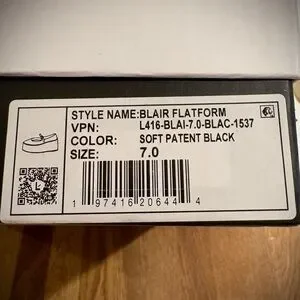 STYLE NAME:BLAIR FLATFORM
VPN: L416-BLAI-7.0-BLAC-1537
COLOR: SOFT PATENT BLACK
SIZE: 7.0
L
1 97416 20644 4